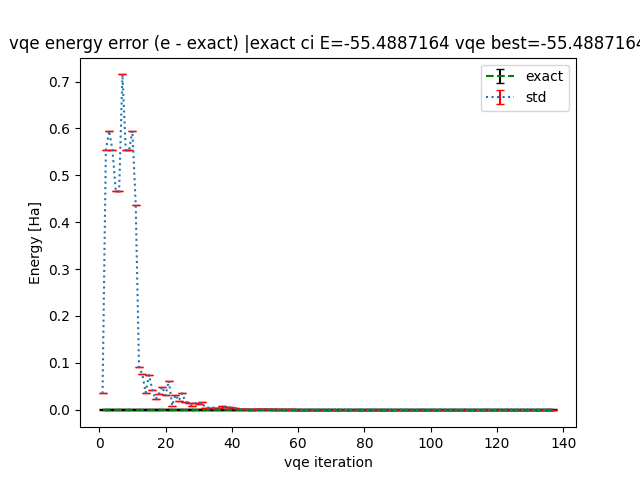 vqe energy error (e - exact) |exact ci E=-55.4887164 vqe best=-55.4887164
exact
std
0.7
0.6
0.5
0.4
0.3
0.2
0.1
0.0
Energy [Ha]
0 20 40 60 80 100 120 140
vqe iteration